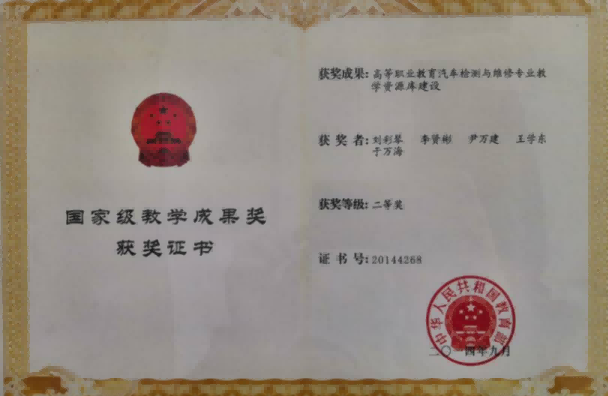 国家级教学成果奖
获奖证书
获奖成果:高等职业教育汽车检测与维修专业教
学资源库建设
获 奖 者:刘彩琴 李贤彬 尹万建 王学东
于万海
获奖等级:二等奖
证 书 号:20144268
中华人民共和国教育部
二〇一四年九月